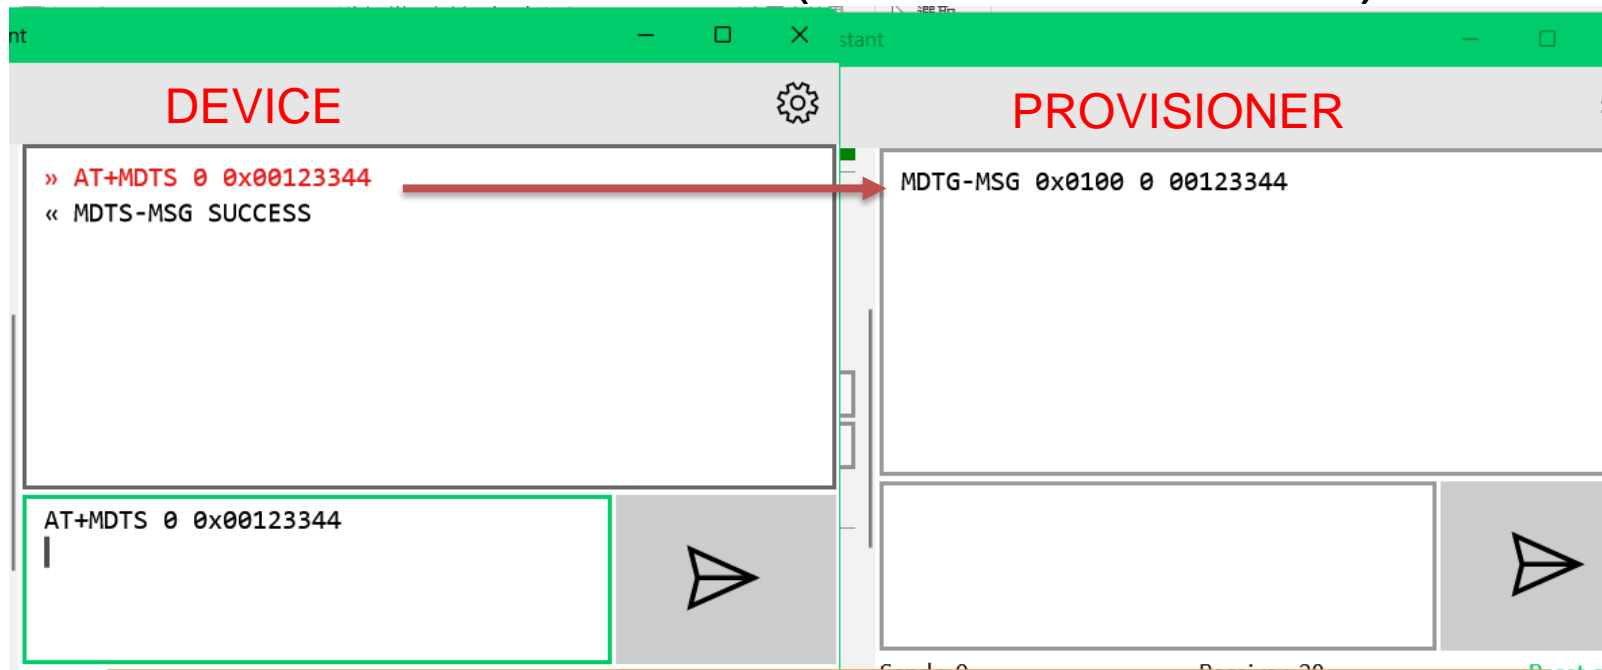 nt
stant
DEVICE
PROVISIONER
» AT+MDTS 0 0x00123344
« MDTS-MSG SUCCESS
MDTG-MSG 0x0100 0 00123344
AT+MDTS 0 0x00123344